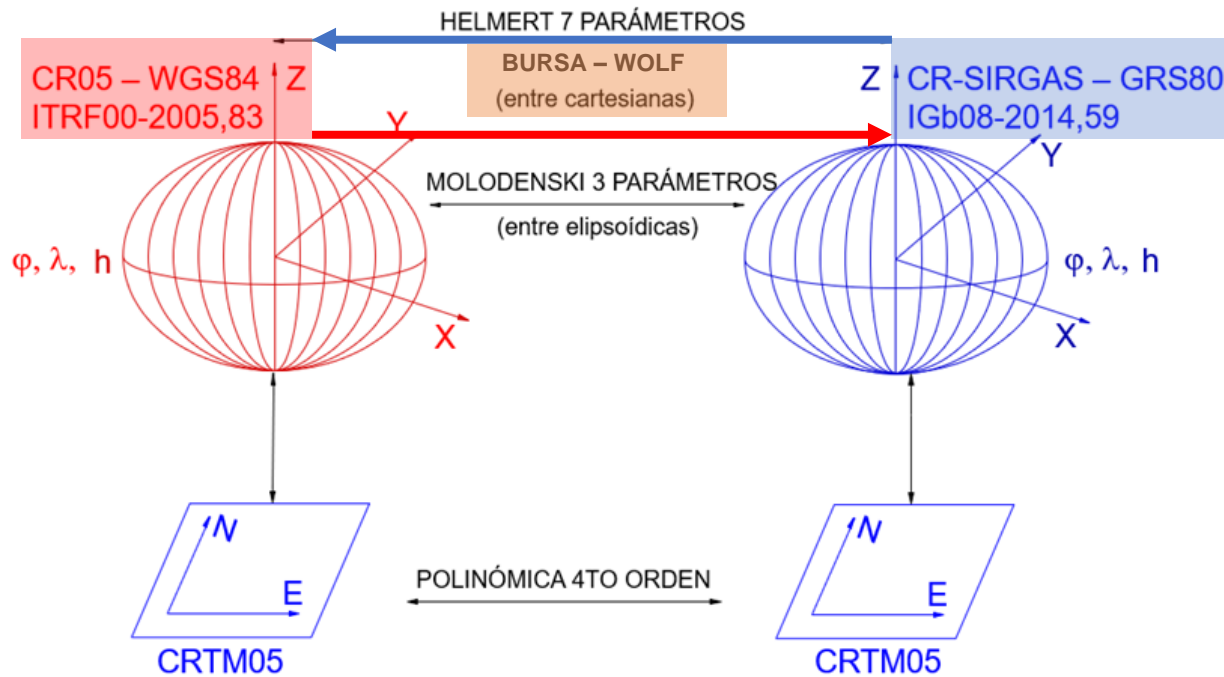 HELMERT 7 PARÁMETROS
BURSA – WOLF
(entre cartesianas)
CR05 – WGS84
ITRF00-2005,83
Z
Y
X
φ, λ, h
Z
CR-SIRGAS – GRS80
IGb08-2014,59
Y
X
φ, λ, h
MOLODENSKI 3 PARÁMETROS
(entre elipsoídicas)
N
E
CRTM05
POLINÓMICA 4TO ORDEN
N
E
CRTM05